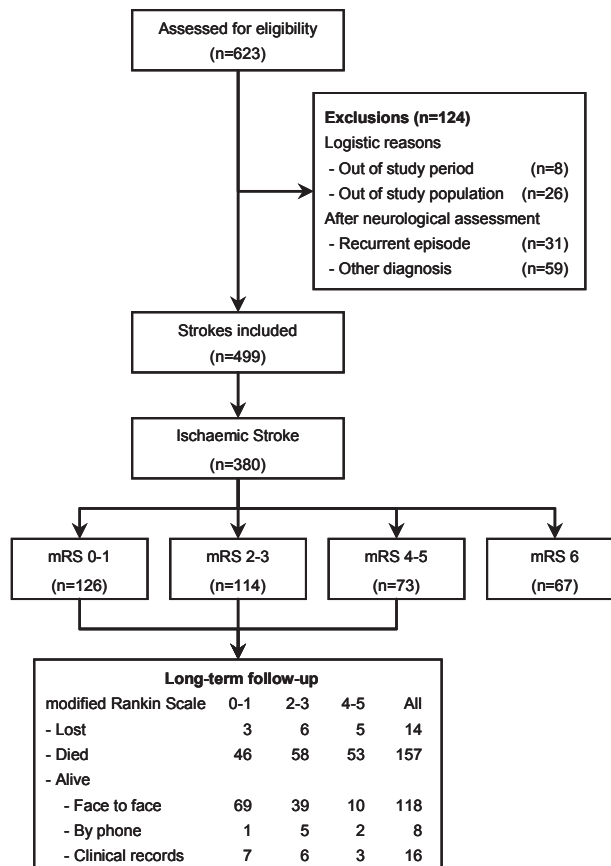 Assessed for eligibility
(n=623)
Exclusions (n=124)
Logistic reasons
- Out of study period (n=8)
- Out of study population (n=26)
After neurological assessment
- Recurrent episode (n=31)
- Other diagnosis (n=59)
Strokes included
(n=499)
Ischaemic Stroke
(n=380)
mRS 0-1
(n=126)
mRS 2-3
(n=114)
mRS 4-5
(n=73)
mRS 6
(n=67)
Long-term follow-up
modified Rankin Scale 0-1 2-3 4-5 All
- Lost 3 6 5 14
- Died 46 58 53 157
- Alive
- Face to face 69 39 10 118
- By phone 1 5 2 8
- Clinical records 7 6 3 16